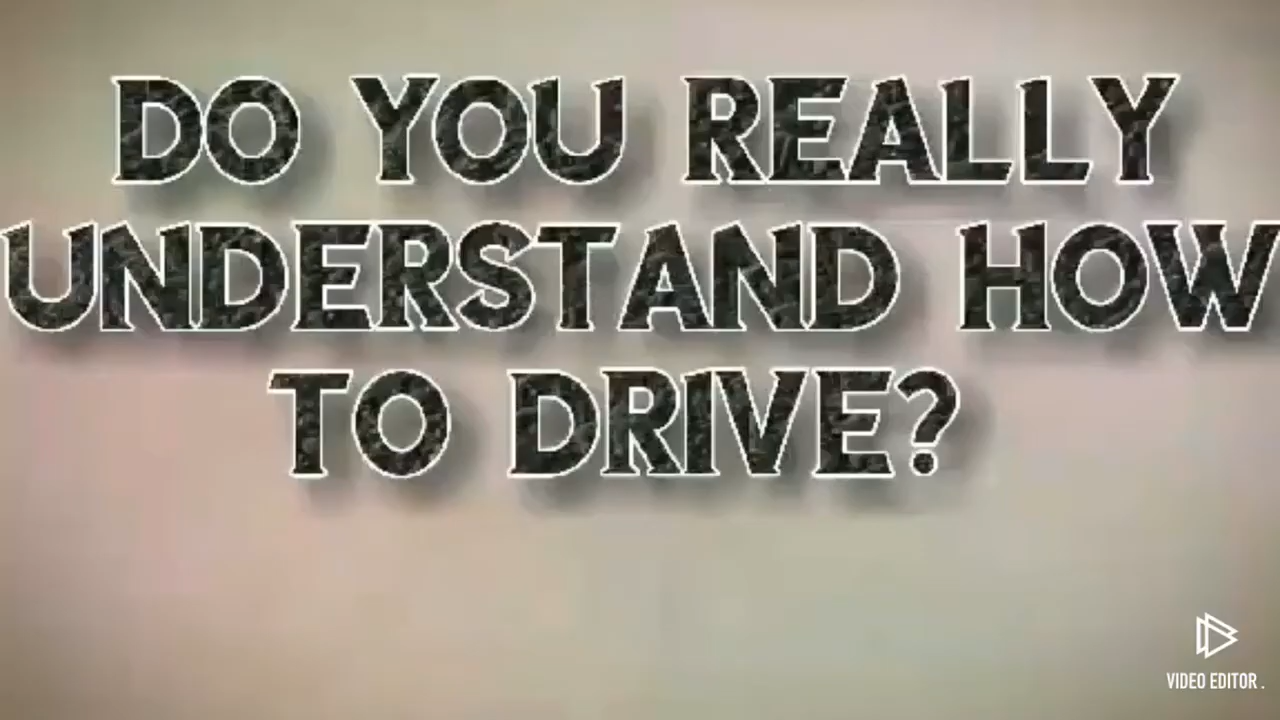 DO YOU REALLY
UNDERSTAND HOW
TO DRIVE?
VIDEO EDITOR .